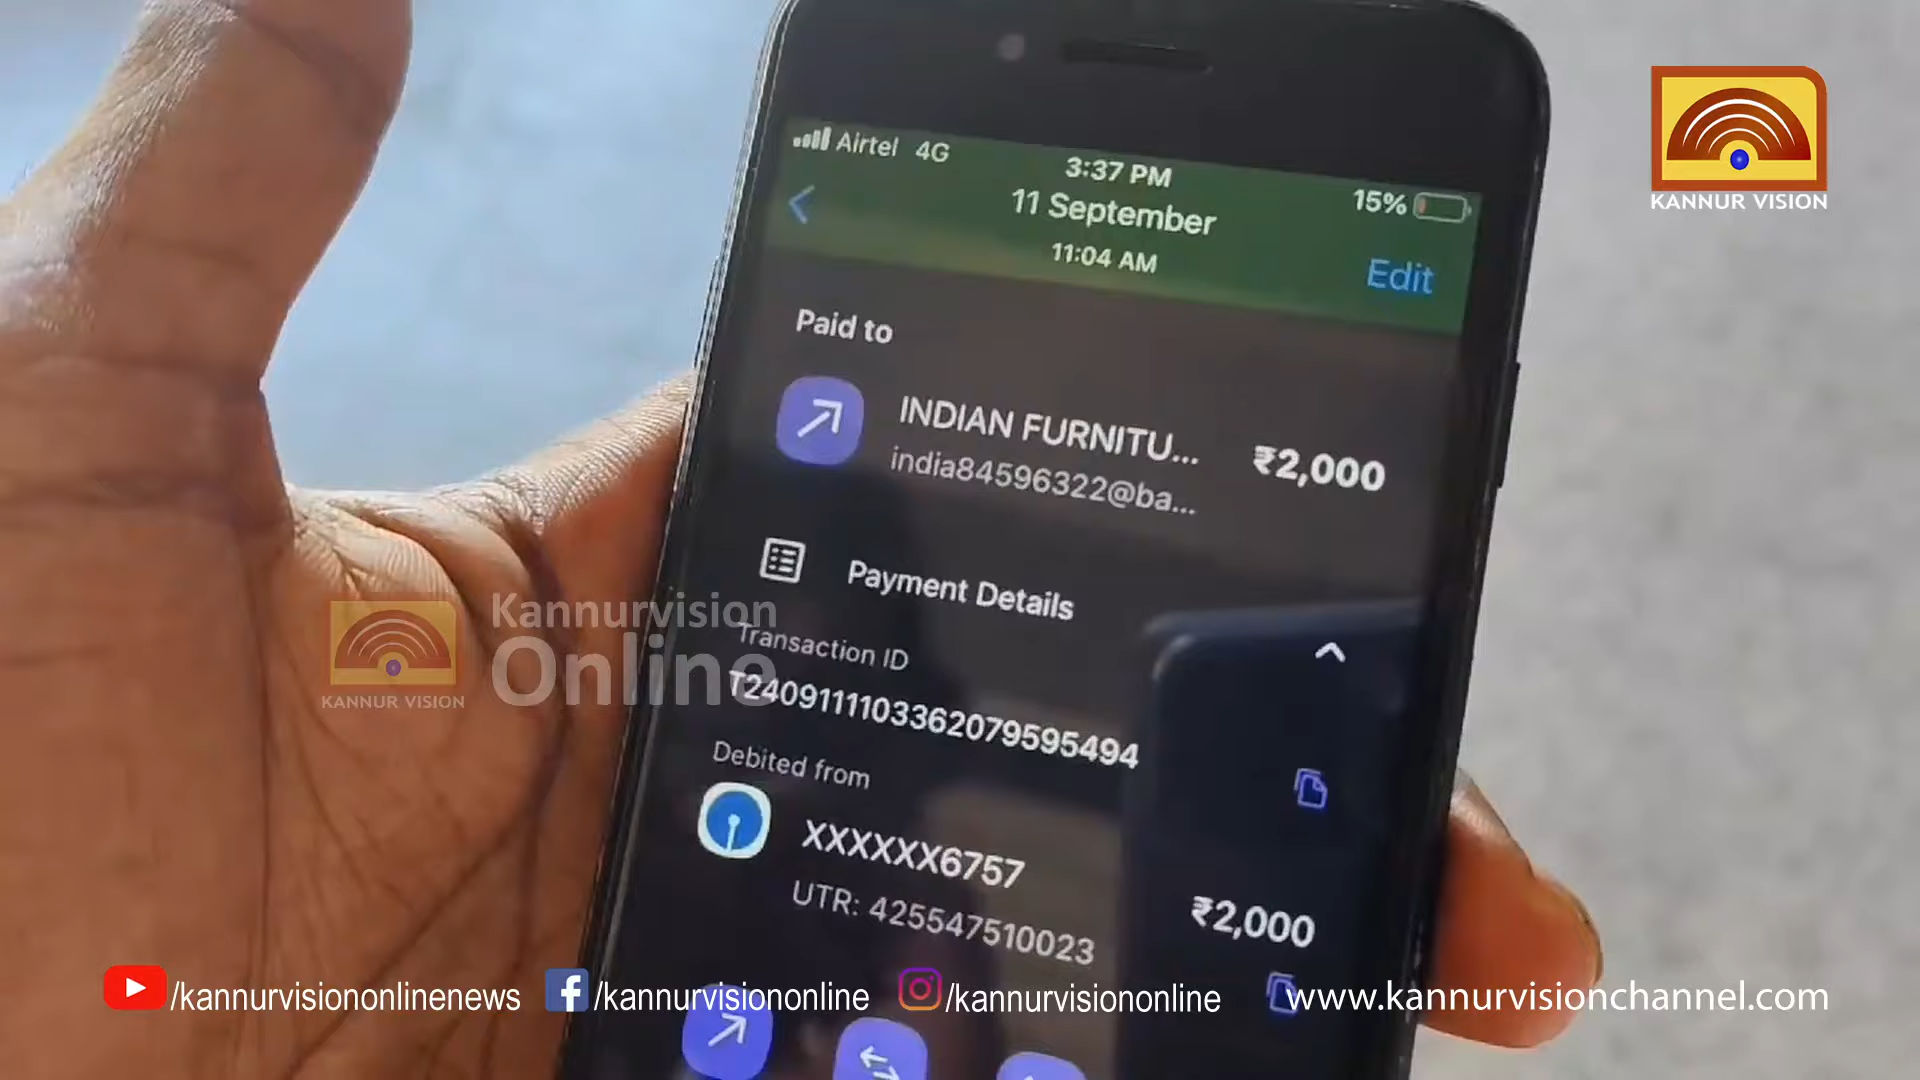 Airtel 4G
3:37 PM
15%
11 September
11:04 AM
Edit
KANNUR VISION
Paid to
INDIAN FURNITU...
₹2,000
india84596322@ba...
Payment Details
Kannurvision
Online
KANNUR VISION
Transaction ID
T2409111103362079595494
Debited from
XXXXXX6757
₹2,000
UTR: 425547510023
/kannurvisiononlinenews
/kannurvisiononline
/kannurvisiononline
www.kannurvisionchannel.com